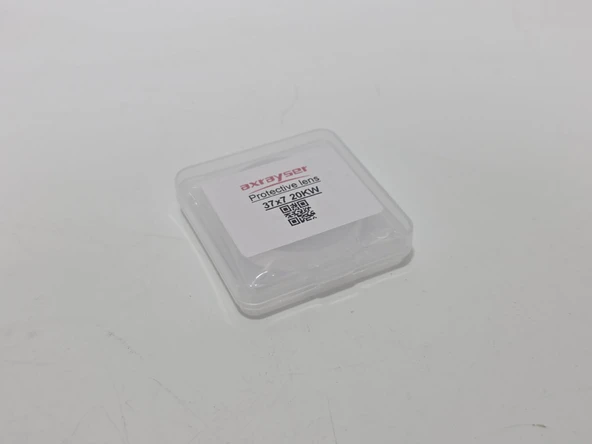 axrayser
Protective lens
37x7 20KW